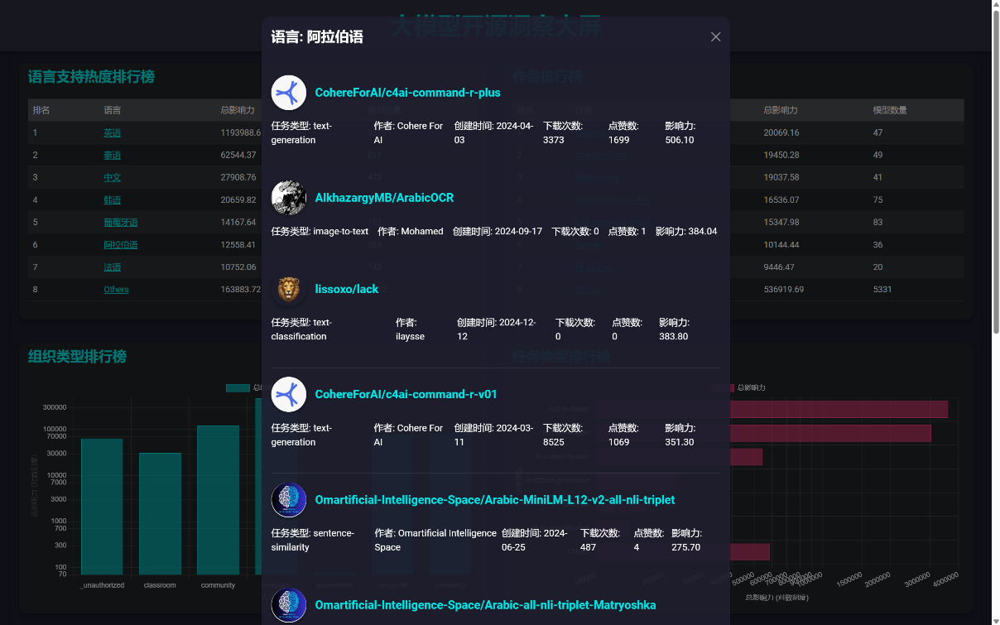 大模型开源洞察大屏
语言: 阿拉伯语
CohereForAI/c4ai-command-r-plus
任务类型: text-generation 作者: Cohere For AI 创建时间: 2024-04-03 下载次数: 3373 点赞数: 1699 影响力: 506.10
AlkhazargyMB/ArabicOCR
任务类型: image-to-text 作者: Mohamed 创建时间: 2024-09-17 下载次数: 0 点赞数: 1 影响力: 384.04
lissoxo/lack
任务类型: text-classification 作者: ilaysse 创建时间: 2024-12-12 下载次数: 0 点赞数: 0 影响力: 383.80
CohereForAI/c4ai-command-r-v01
任务类型: text-generation 作者: Cohere For AI 创建时间: 2024-03-11 下载次数: 8525 点赞数: 1069 影响力: 351.30
Omartificial-Intelligence-Space/Arabic-MiniLM-L12-v2-all-nli-triplet
任务类型: sentence-similarity 作者: Omartificial Intelligence Space 创建时间: 2024-06-25 下载次数: 487 点赞数: 4 影响力: 275.70
Omartificial-Intelligence-Space/Arabic-all-nli-triplet-Matryoshka
语言支持热度排行榜
排名 语言 总影响力
1 英语 1193988.6
2 泰语 62544.37
3 中文 27908.76
4 韩语 20659.82
5 葡萄牙语 14167.64
6 阿拉伯语 12558.41
7 法语 10752.06
8 Others 163883.72
作者排行榜
总影响力 模型数量
20069.16 47
19450.28 49
19037.58 41
16536.07 75
15347.98 83
10144.44 36
9446.47 20
536919.69 5331
组织类型排行榜
300000
100000
70000
30000
10000
7000
3000
1000
700
300
100
70
_unauthorized classroom community
任务类型排行榜
总影响力
500000 600000 700000 1500000 2000000 3000000 4000000
总影响力 (对数刻度)